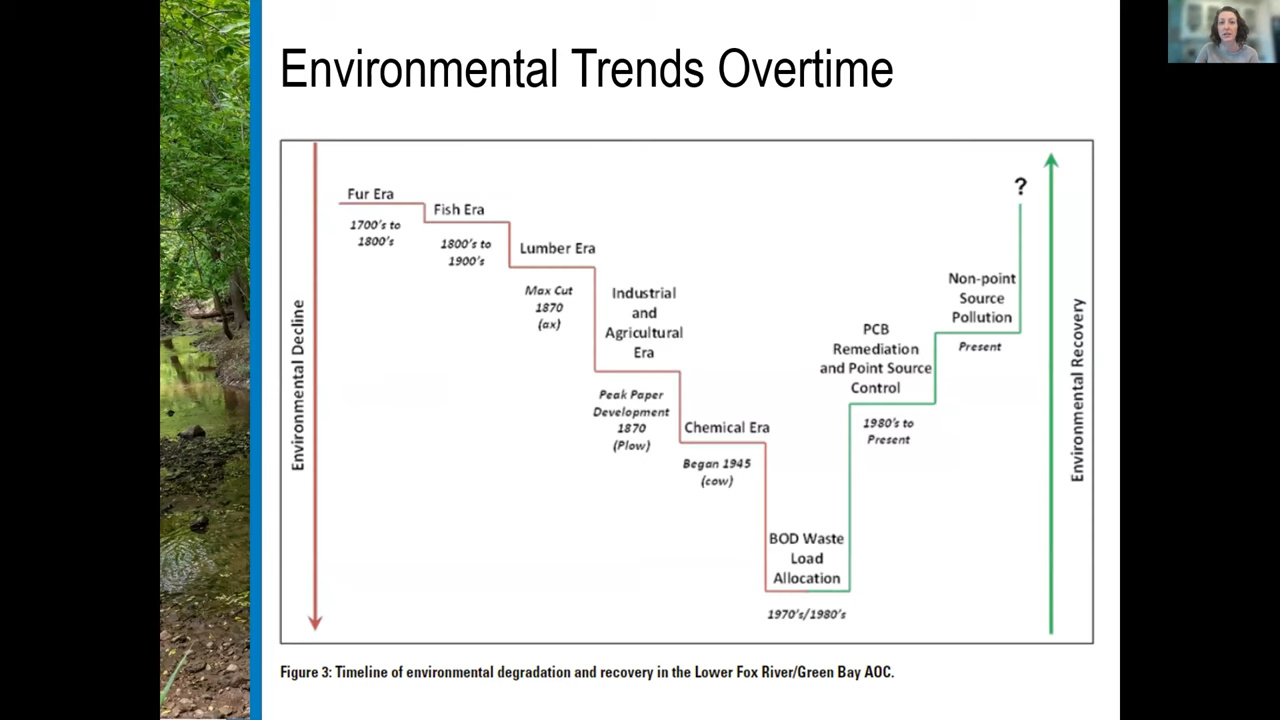 Environmental Trends Overtime
Fur Era
1700's to
1800's
Fish Era
1800's to
1900's
Lumber Era
Max Cut
1870
(ax)
Industrial
and
Agricultural
Era
Peak Paper
Development
1870
(Plow)
Chemical Era
Began 1945
(cow)
BOD Waste
Load
Allocation
1970's/1980's
PCB
Remediation
and Point Source
Control
1980's to
Present
Non-point
Source
Pollution
Present
?
Environmental Decline
Environmental Recovery
Figure 3: Timeline of environmental degradation and recovery in the Lower Fox River/Green Bay AOC.